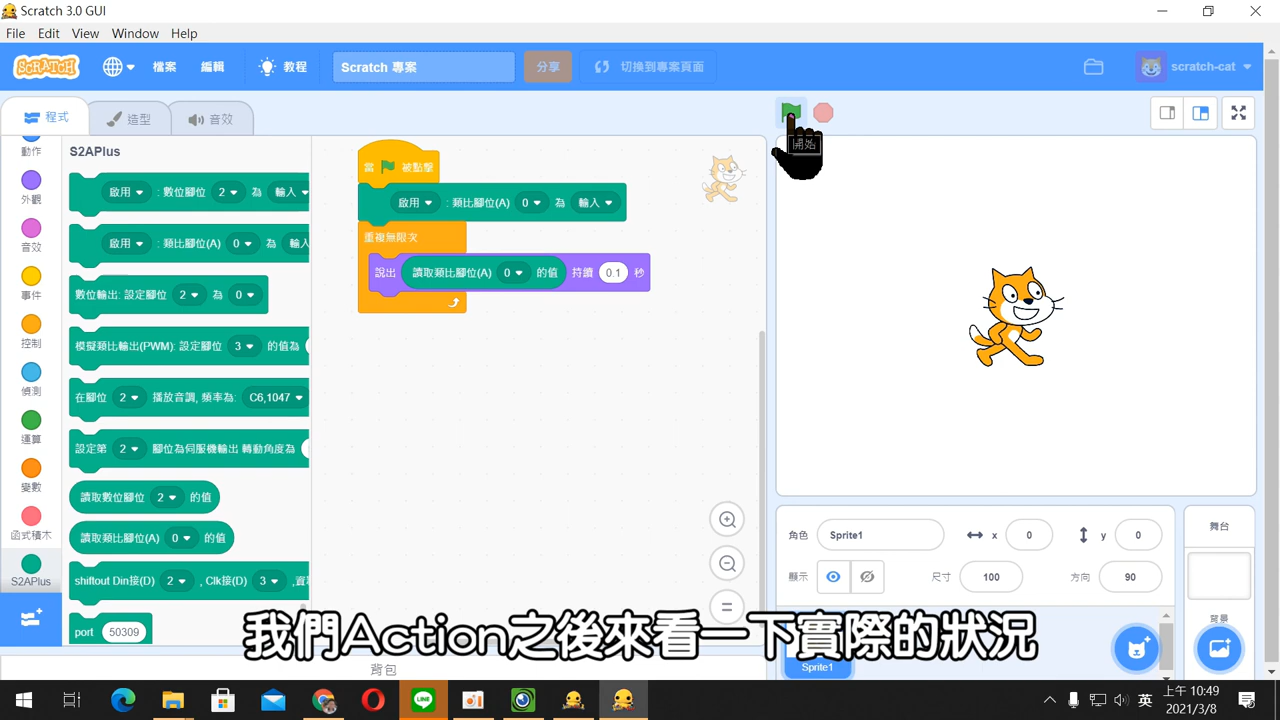 Scratch 3.0 GUI
File Edit View Window Help
SCRATCH 檔案 編輯 教程 Scratch 專案 分享 切換到專案頁面 scratch-cat
程式 造型 音效
開始
動作
外觀
音效
事件
控制
偵測
運算
變數
函式積木
S2APlus
S2APlus
啟用 : 數位腳位 2 為 輸入
啟用 : 類比腳位(A) 0 為 輸入
數位輸出: 設定腳位 2 為 0
模擬類比輸出(PWM): 設定腳位 3 的值為
在腳位 2 播放音調, 頻率為: C6,1047
設定第 2 腳位為伺服機輸出 轉動角度為
讀取數位腳位 2 的值
讀取類比腳位(A) 0 的值
shiftout Din接(D) 2 , Clk接(D) 3
port 50309
當 被點擊
啟用 : 類比腳位(A) 0 為 輸入
重複無限次
說出 讀取類比腳位(A) 0 的值 持續 0.1 秒
角色 Sprite1 x 0 y 0
顯示 尺寸 100 方向 90
Sprite1
舞台
背景
背包
我們Action之後來看一下實際的狀況
LINE
英
上午 10:49
2021/3/8